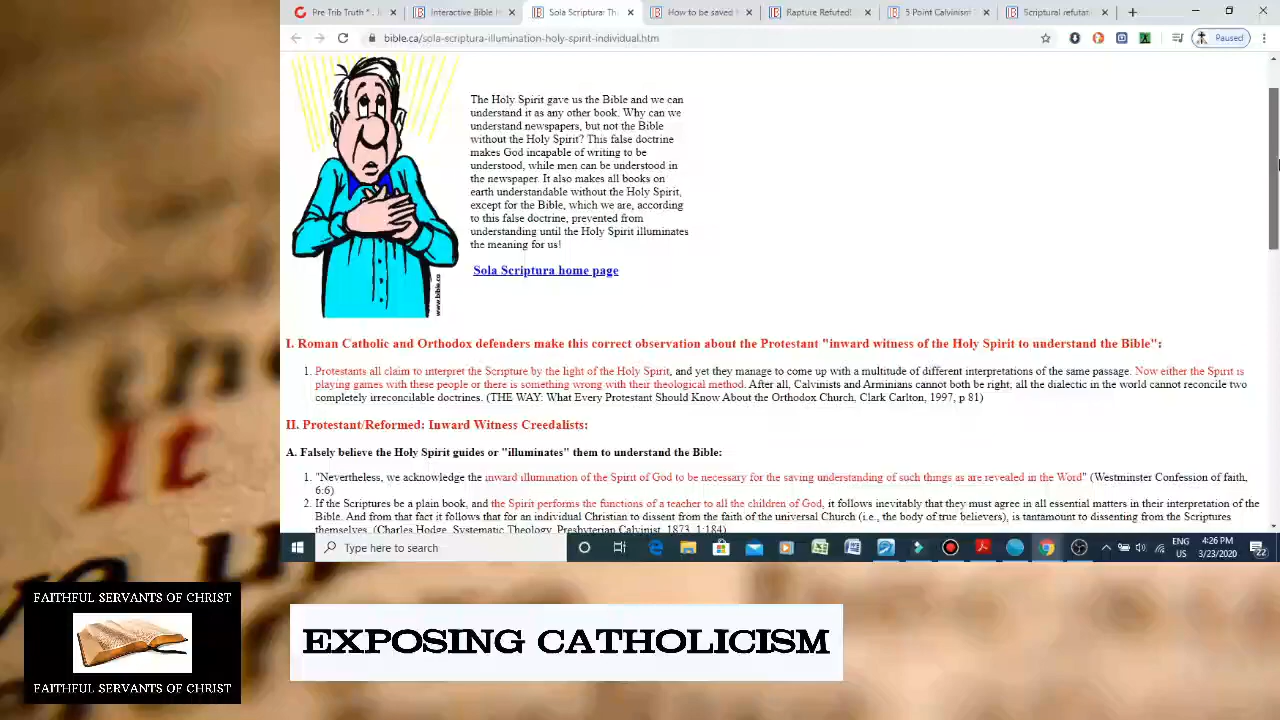 Pre Trib Truth
Interactive Bible H
Sola Scriptura: Th
How to be saved
Rapture Refuted!
5 Point Calvinism
Scriptural refutati
bible.ca/sola-scriptura-illumination-holy-spirit-individual.htm
Paused
The Holy Spirit gave us the Bible and we can
understand it as any other book. Why can we
understand newspapers, but not the Bible
without the Holy Spirit? This false doctrine
makes God incapable of writing to be
understood, while men can be understood in
the newspaper. It also makes all books on
earth understandable without the Holy Spirit,
except for the Bible, which we are, according
to this false doctrine, prevented from
understanding until the Holy Spirit illuminates
the meaning for us!
Sola Scriptura home page
www.bible.ca
I. Roman Catholic and Orthodox defenders make this correct observation about the Protestant "inward witness of the Holy Spirit to understand the Bible":
1. Protestants all claim to interpret the Scripture by the light of the Holy Spirit, and yet they manage to come up with a multitude of different interpretations of the same passage. Now either the Spirit is
playing games with these people or there is something wrong with their theological method. After all, Calvinists and Arminians cannot both be right, all the dialectic in the world cannot reconcile two
completely irreconcilable doctrines. (THE WAY: What Every Protestant Should Know About the Orthodox Church, Clark Carlton, 1997, p 81)
II. Protestant/Reformed: Inward Witness Creedalists:
A. Falsely believe the Holy Spirit guides or "illuminates" them to understand the Bible:
1. "Nevertheless, we acknowledge the inward illumination of the Spirit of God to be necessary for the saving understanding of such things as are revealed in the Word" (Westminster Confession of faith,
6:6)
2. If the Scriptures be a plain book, and the Spirit performs the functions of a teacher to all the children of God, it follows inevitably that they must agree in all essential matters in their interpretation of the
Bible. And from that fact it follows that for an individual Christian to dissent from the faith of the universal Church (i.e., the body of true believers), is tantamount to dissenting from the Scriptures
themselves. (Charles Hodge, Systematic Theology, Presbyterian Calvinist, 1873, 1:184)
Type here to search
ENG
US
4:26 PM
3/23/2020
22
It
FAITHFUL SERVANTS OF CHRIST
FAITHFUL SERVANTS OF CHRIST
EXPOSING CATHOLICISM